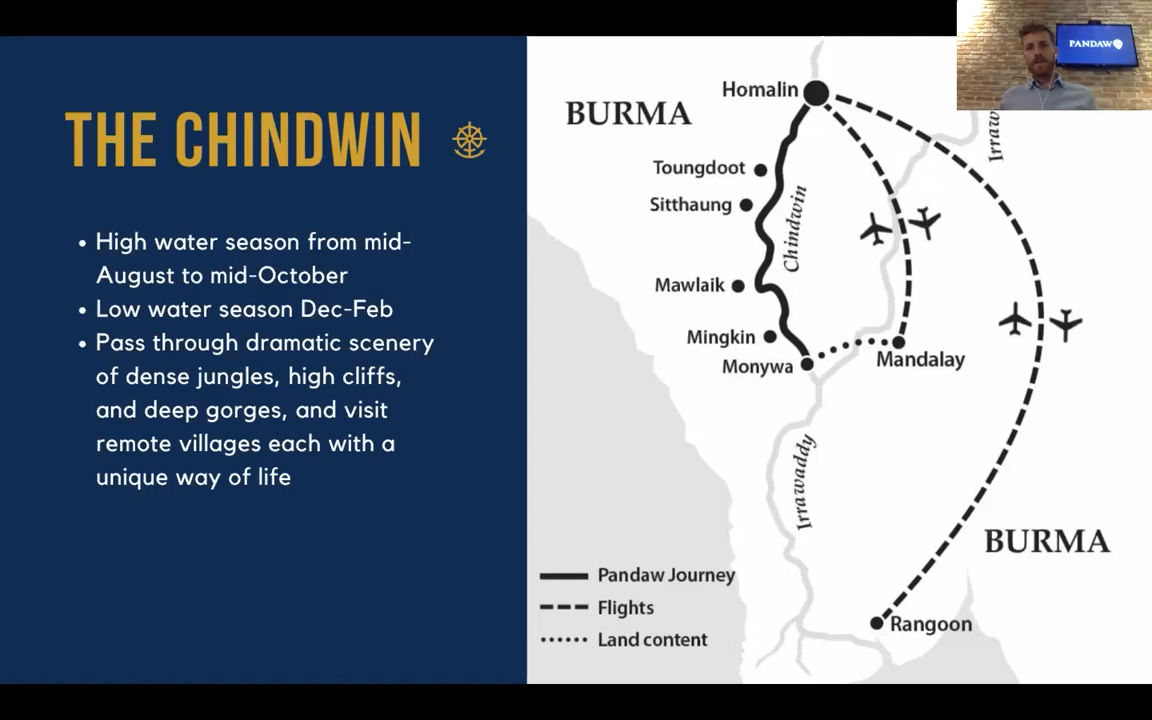 THE CHINDWIN
• High water season from mid-
August to mid-October
• Low water season Dec-Feb
• Pass through dramatic scenery
of dense jungles, high cliffs,
and deep gorges, and visit
remote villages each with a
unique way of life
PANDAW
BURMA
Homalin
Irraw
Toungdoot
Sitthaung
Chindwin
Mawlaik
Mingkin
Monywa
Mandalay
Irrawaddy
BURMA
Pandaw Journey
Flights
Land content
Rangoon